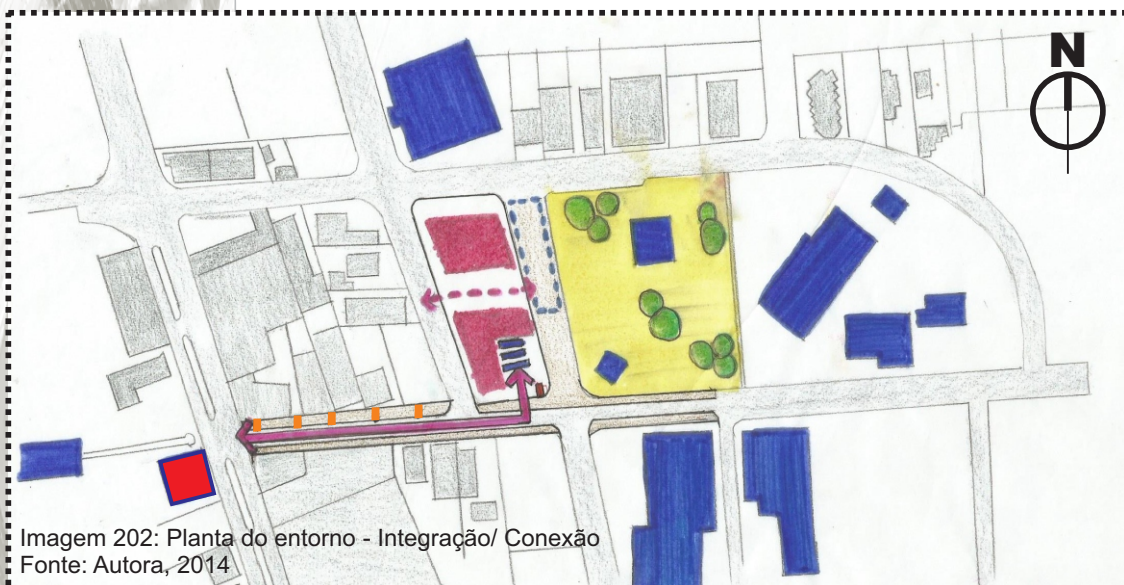 N
Imagem 202: Planta do entorno - Integração/ Conexão
Fonte: Autora, 2014